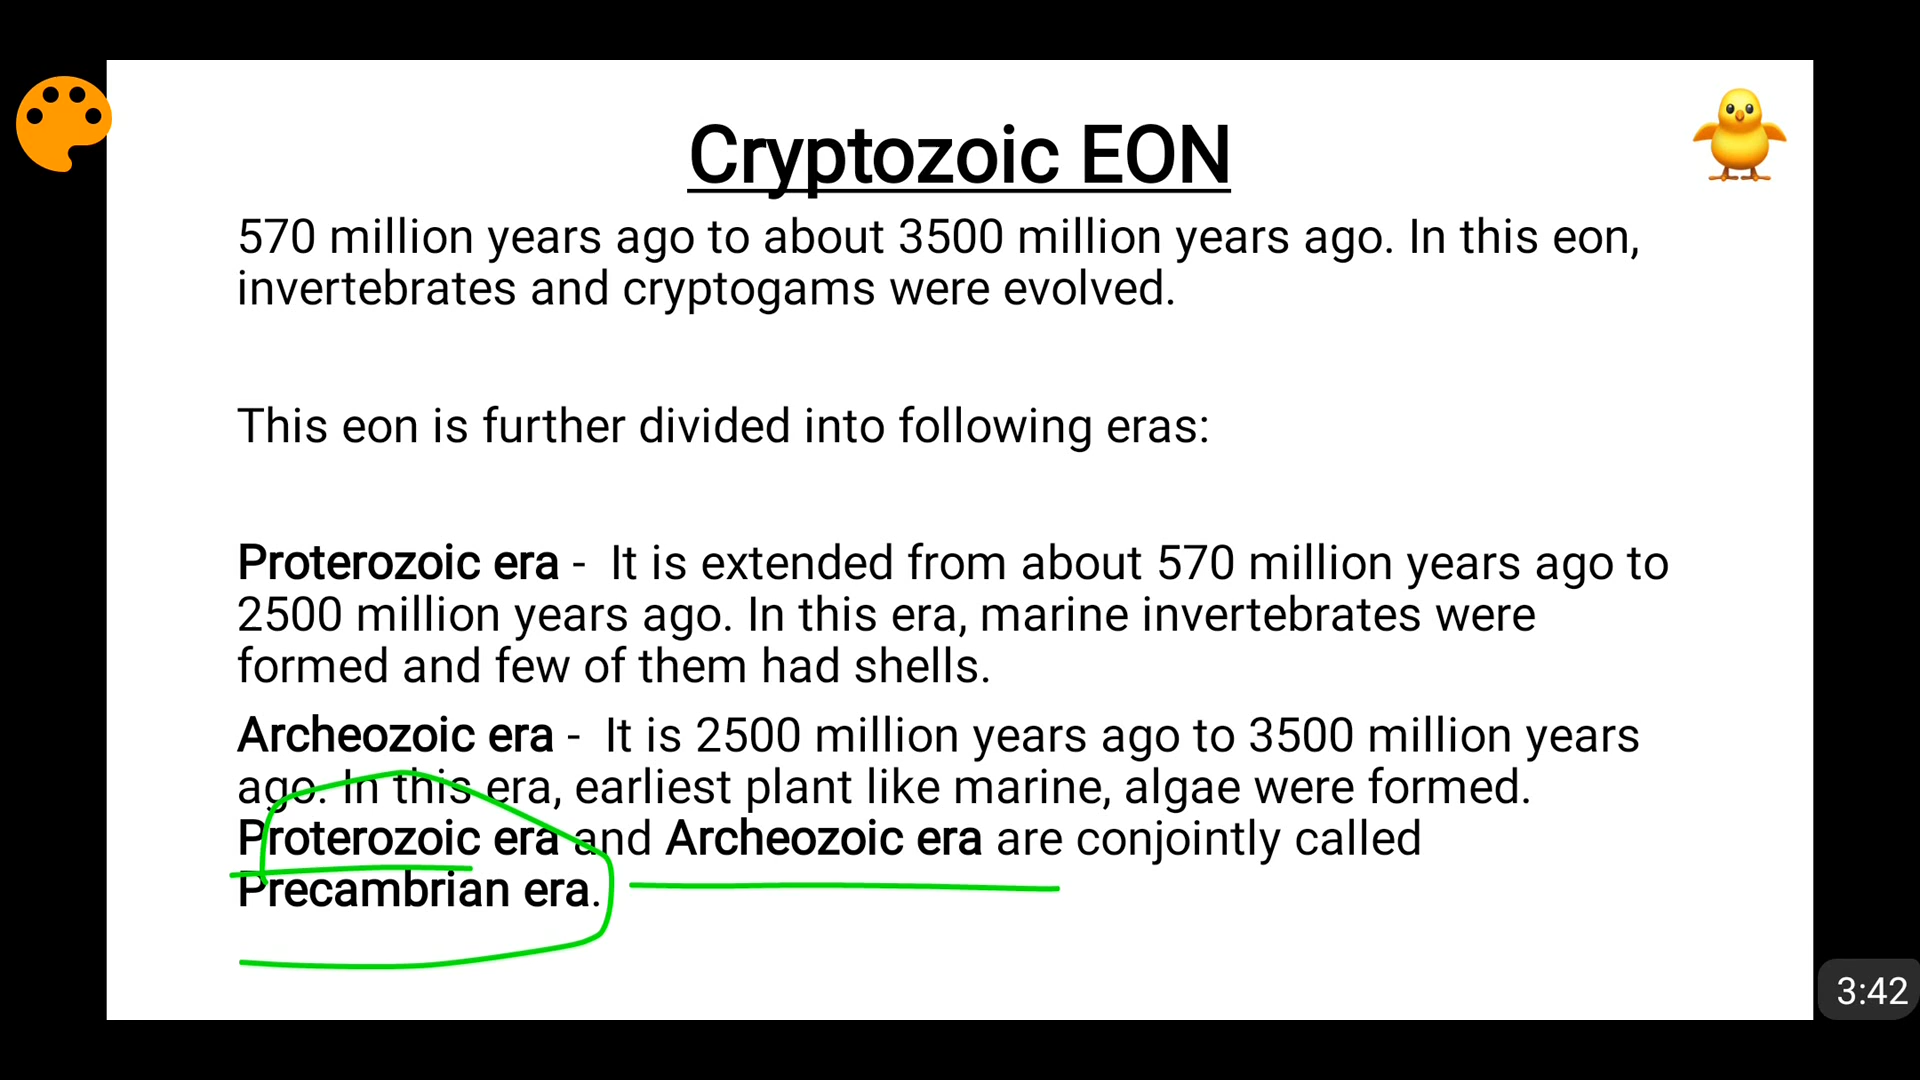 Cryptozoic EON
570 million years ago to about 3500 million years ago. In this eon,
invertebrates and cryptogams were evolved.
This eon is further divided into following eras:
Proterozoic era - It is extended from about 570 million years ago to
2500 million years ago. In this era, marine invertebrates were
formed and few of them had shells.
Archeozoic era - It is 2500 million years ago to 3500 million years
ago. In this era, earliest plant like marine, algae were formed.
Proterozoic era and Archeozoic era are conjointly called
Precambrian era.
3:42